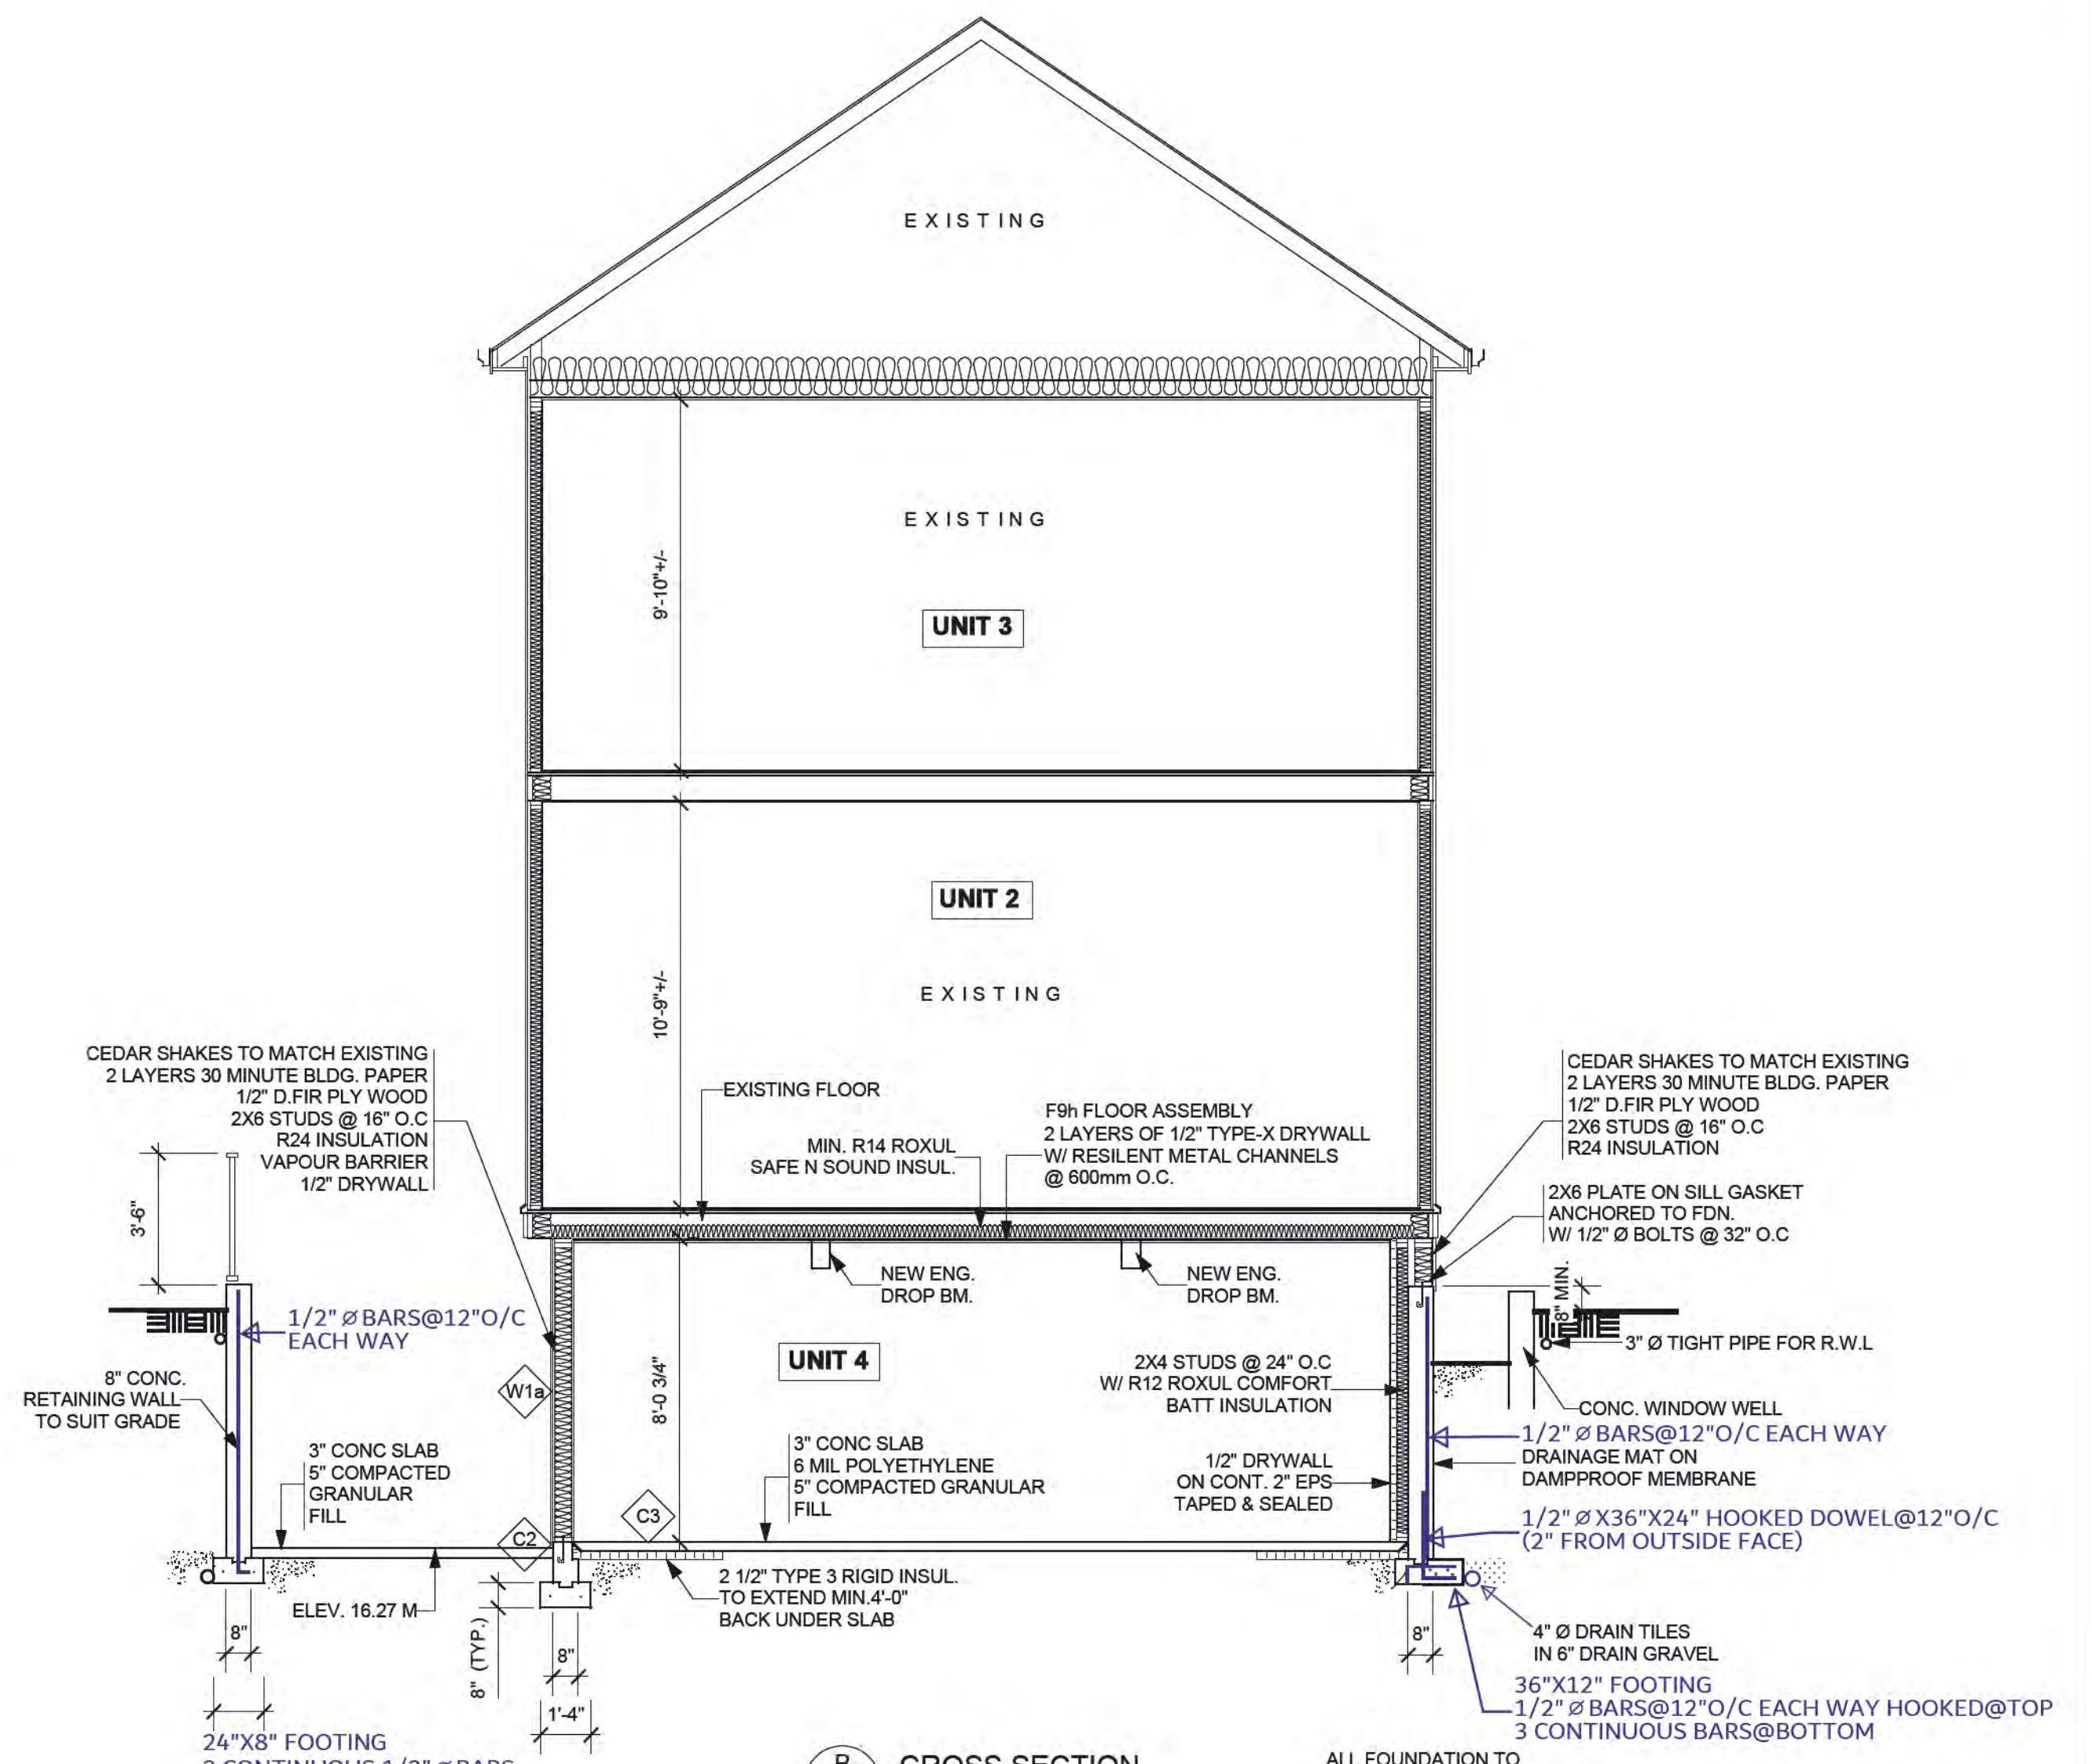 EXISTING
EXISTING
9'-10"+/-
UNIT 3
UNIT 2
EXISTING
10'-9"+/-
CEDAR SHAKES TO MATCH EXISTING
2 LAYERS 30 MINUTE BLDG. PAPER
1/2" D.FIR PLY WOOD
2X6 STUDS @ 16" O.C
R24 INSULATION
VAPOUR BARRIER
1/2" DRYWALL
3'-6"
EXISTING FLOOR
MIN. R14 ROXUL
SAFE N SOUND INSUL.
F9h FLOOR ASSEMBLY
2 LAYERS OF 1/2" TYPE-X DRYWALL
W/ RESILENT METAL CHANNELS
@ 600mm O.C.
CEDAR SHAKES TO MATCH EXISTING
2 LAYERS 30 MINUTE BLDG. PAPER
1/2" D.FIR PLY WOOD
2X6 STUDS @ 16" O.C
R24 INSULATION
2X6 PLATE ON SILL GASKET
ANCHORED TO FDN.
W/ 1/2" Ø BOLTS @ 32" O.C
NEW ENG.
DROP BM.
NEW ENG.
DROP BM.
8" MIN.
1/2" ⌀ BARS@12"O/C
EACH WAY
8" CONC.
RETAINING WALL
TO SUIT GRADE
W1a
UNIT 4
8'-0 3/4"
2X4 STUDS @ 24" O.C
W/ R12 ROXUL COMFORT
BATT INSULATION
3" Ø TIGHT PIPE FOR R.W.L
CONC. WINDOW WELL
1/2" ⌀ BARS@12"O/C EACH WAY
DRAINAGE MAT ON
DAMPPROOF MEMBRANE
3" CONC SLAB
5" COMPACTED
GRANULAR
FILL
3" CONC SLAB
6 MIL POLYETHYLENE
5" COMPACTED GRANULAR
FILL
1/2" DRYWALL
ON CONT. 2" EPS
TAPED & SEALED
1/2" ⌀ X36"X24" HOOKED DOWEL@12"O/C
(2" FROM OUTSIDE FACE)
C2
C3
2 1/2" TYPE 3 RIGID INSUL.
TO EXTEND MIN.4'-0"
BACK UNDER SLAB
ELEV. 16.27 M
8"
8" (TYP.)
8"
1'-4"
8"
4" Ø DRAIN TILES
IN 6" DRAIN GRAVEL
36"X12" FOOTING
1/2" ⌀ BARS@12"O/C EACH WAY HOOKED@TOP
3 CONTINUOUS BARS@BOTTOM
24"X8" FOOTING
CONTINUOUS 1/2" ⌀ BARS
CROSS SECTION
ALL FOUNDATION TO